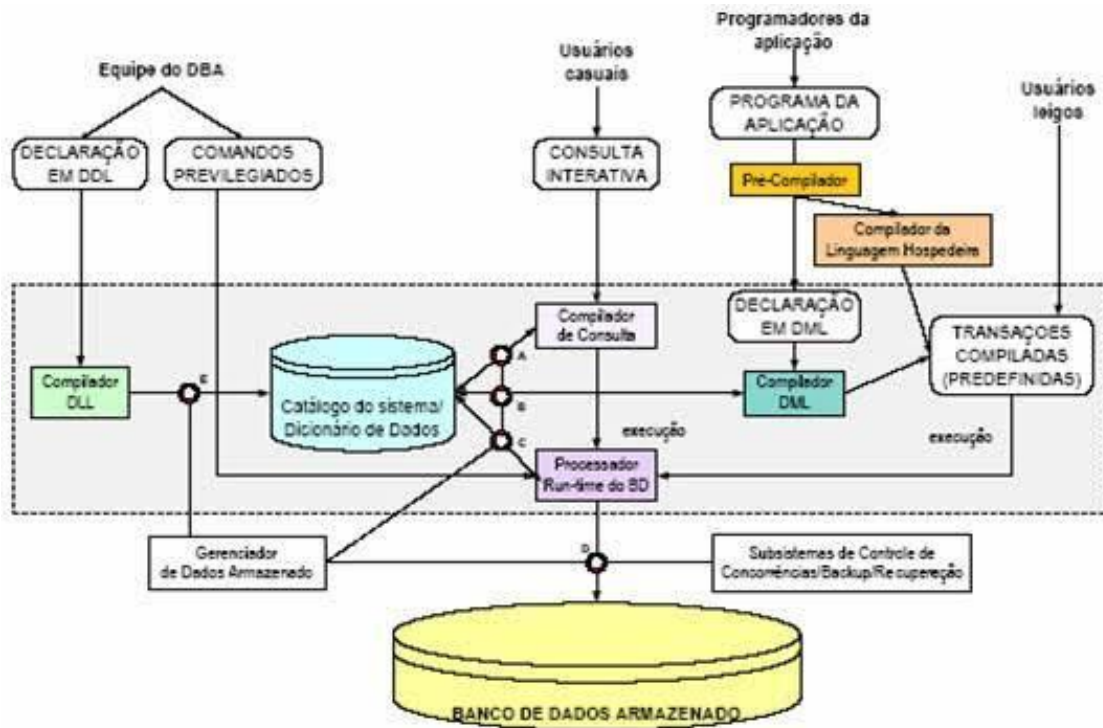 Programadores da
aplicação
Usuários
casuais
Equipe do DBA
Usuários
leigos
PROGRAMA DA
APLICAÇÃO
DECLARAÇÃO
EM DDL
COMANDOS
PREVILEGIADOS
CONSULTA
INTERATIVA
Pré-Compilador
Compilador da
Linguagem Hospedeira
Compilador
de Consulta
DECLARAÇÃO
EM DML
TRANSAÇOES
COMPILADAS
(PREDEFINIDAS)
A
Compilador
DLL
E
Catálogo do sistema/
Dicionário de Dados
B
Compilador
DML
C
execução
execução
Processador
Run-time do BD
Gerenciador
de Dados Armazenado
D
Subsistemas de Controle de
Concorrências/Backup/Recuperação
BANCO DE DADOS ARMAZENADO